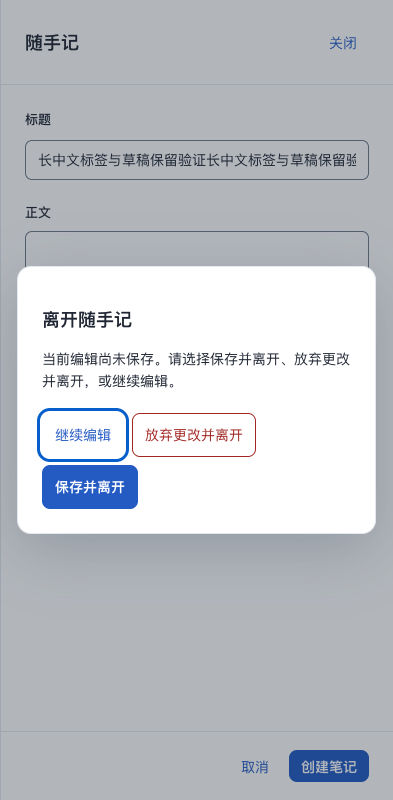 随手记
关闭
标题
长中文标签与草稿保留验证长中文标签与草稿保留验
正文
离开随手记
当前编辑尚未保存。请选择保存并离开、放弃更改
并离开，或继续编辑。
继续编辑
放弃更改并离开
保存并离开
取消
创建笔记